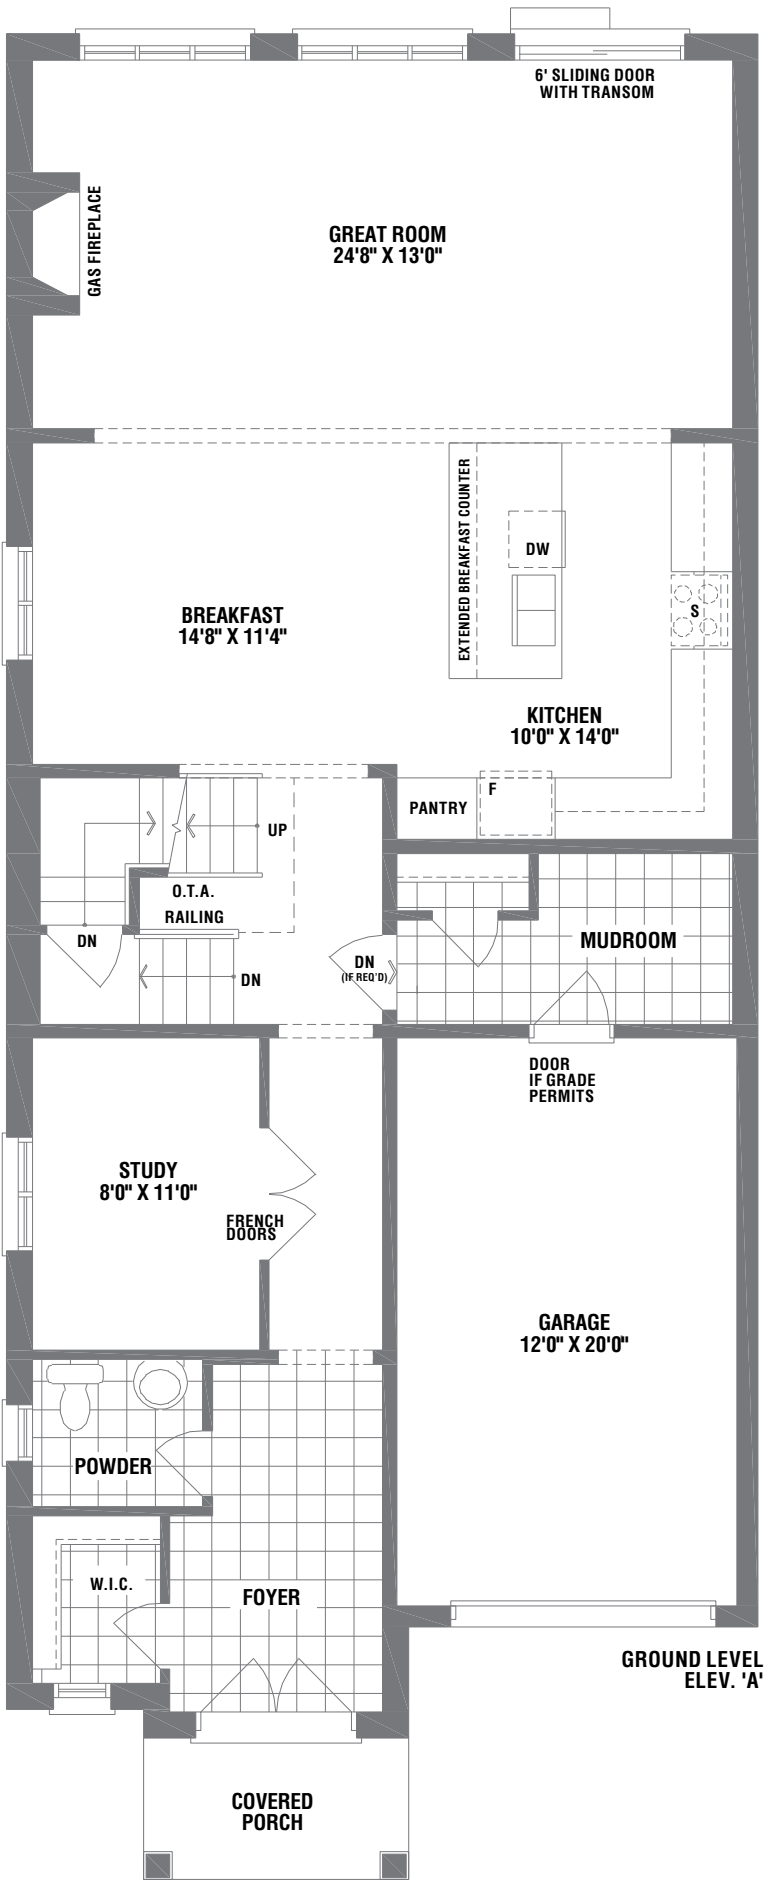 6' SLIDING DOOR
WITH TRANSOM
GAS FIREPLACE
GREAT ROOM
24'8" X 13'0"
EXTENDED BREAKFAST COUNTER
DW
S
BREAKFAST
14'8" X 11'4"
KITCHEN
10'0" X 14'0"
F
PANTRY
UP
O.T.A.
RAILING
DN
DN
DN
(IF REQ'D)
MUDROOM
DOOR
IF GRADE
PERMITS
STUDY
8'0" X 11'0"
FRENCH
DOORS
GARAGE
12'0" X 20'0"
POWDER
W.I.C.
FOYER
GROUND LEVEL
ELEV. 'A'
COVERED
PORCH